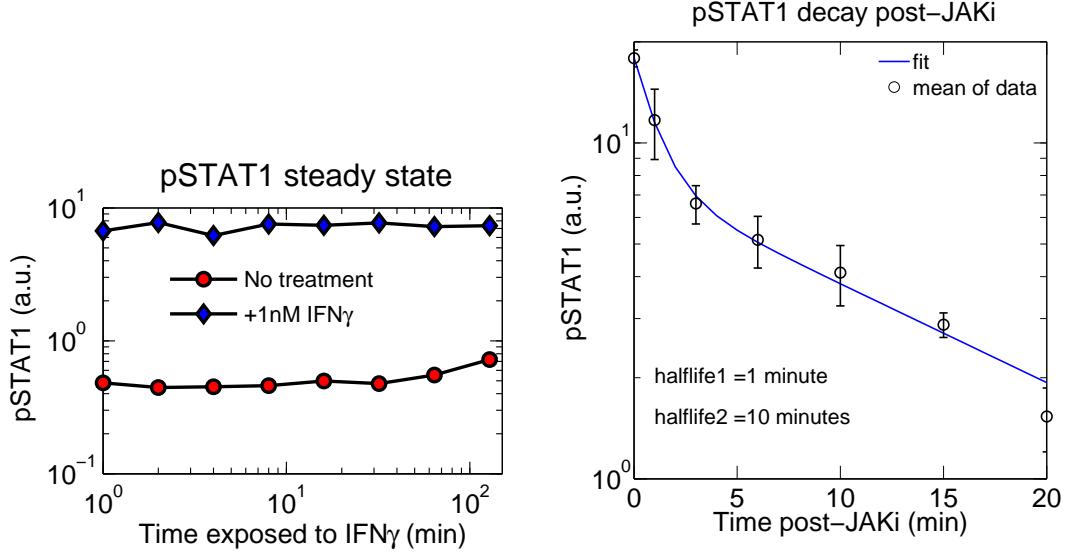 pSTAT1 steady state
10^1
10^0
10^−1
pSTAT1 (a.u.)
No treatment
+1nM IFNγ
10^0
10^1
10^2
Time exposed to IFNγ (min)
pSTAT1 decay post−JAKi
10^1
10^0
pSTAT1 (a.u.)
fit
mean of data
halflife1 =1 minute
halflife2 =10 minutes
0
5
10
15
20
Time post−JAKi (min)